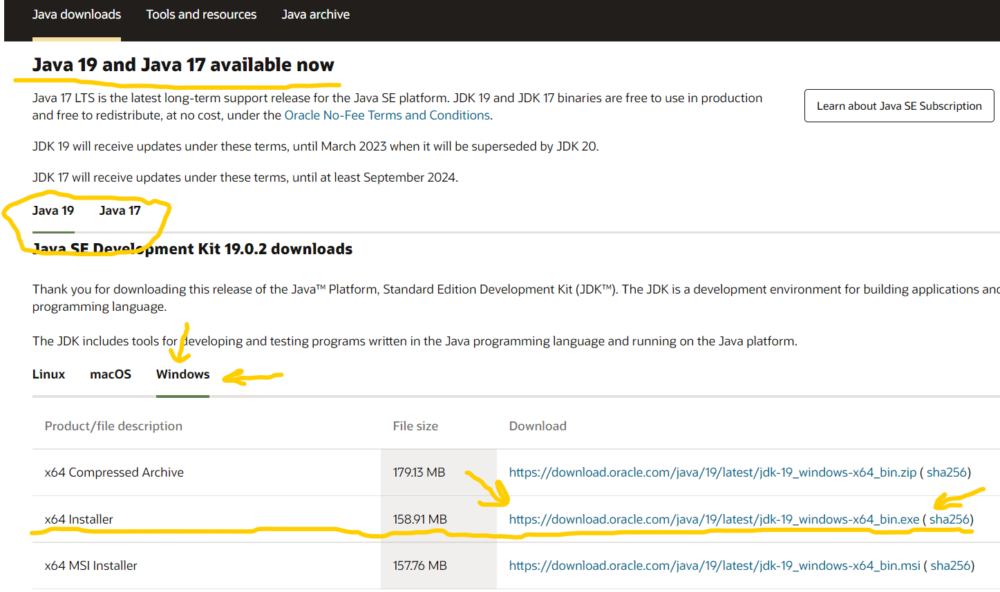 Java downloads Tools and resources Java archive
Java 19 and Java 17 available now
Java 17 LTS is the latest long-term support release for the Java SE platform. JDK 19 and JDK 17 binaries are free to use in production
and free to redistribute, at no cost, under the Oracle No-Fee Terms and Conditions.
Learn about Java SE Subscription
JDK 19 will receive updates under these terms, until March 2023 when it will be superseded by JDK 20.
JDK 17 will receive updates under these terms, until at least September 2024.
Java 19 Java 17
Java SE Development Kit 19.0.2 downloads
Thank you for downloading this release of the Java™ Platform, Standard Edition Development Kit (JDK™). The JDK is a development environment for building applications and
programming language.
The JDK includes tools for developing and testing programs written in the Java programming language and running on the Java platform.
Linux macOS Windows
Product/file description File size Download
x64 Compressed Archive 179.13 MB https://download.oracle.com/java/19/latest/jdk-19_windows-x64_bin.zip ( sha256)
x64 Installer 158.91 MB https://download.oracle.com/java/19/latest/jdk-19_windows-x64_bin.exe ( sha256)
x64 MSI Installer 157.76 MB https://download.oracle.com/java/19/latest/jdk-19_windows-x64_bin.msi ( sha256)